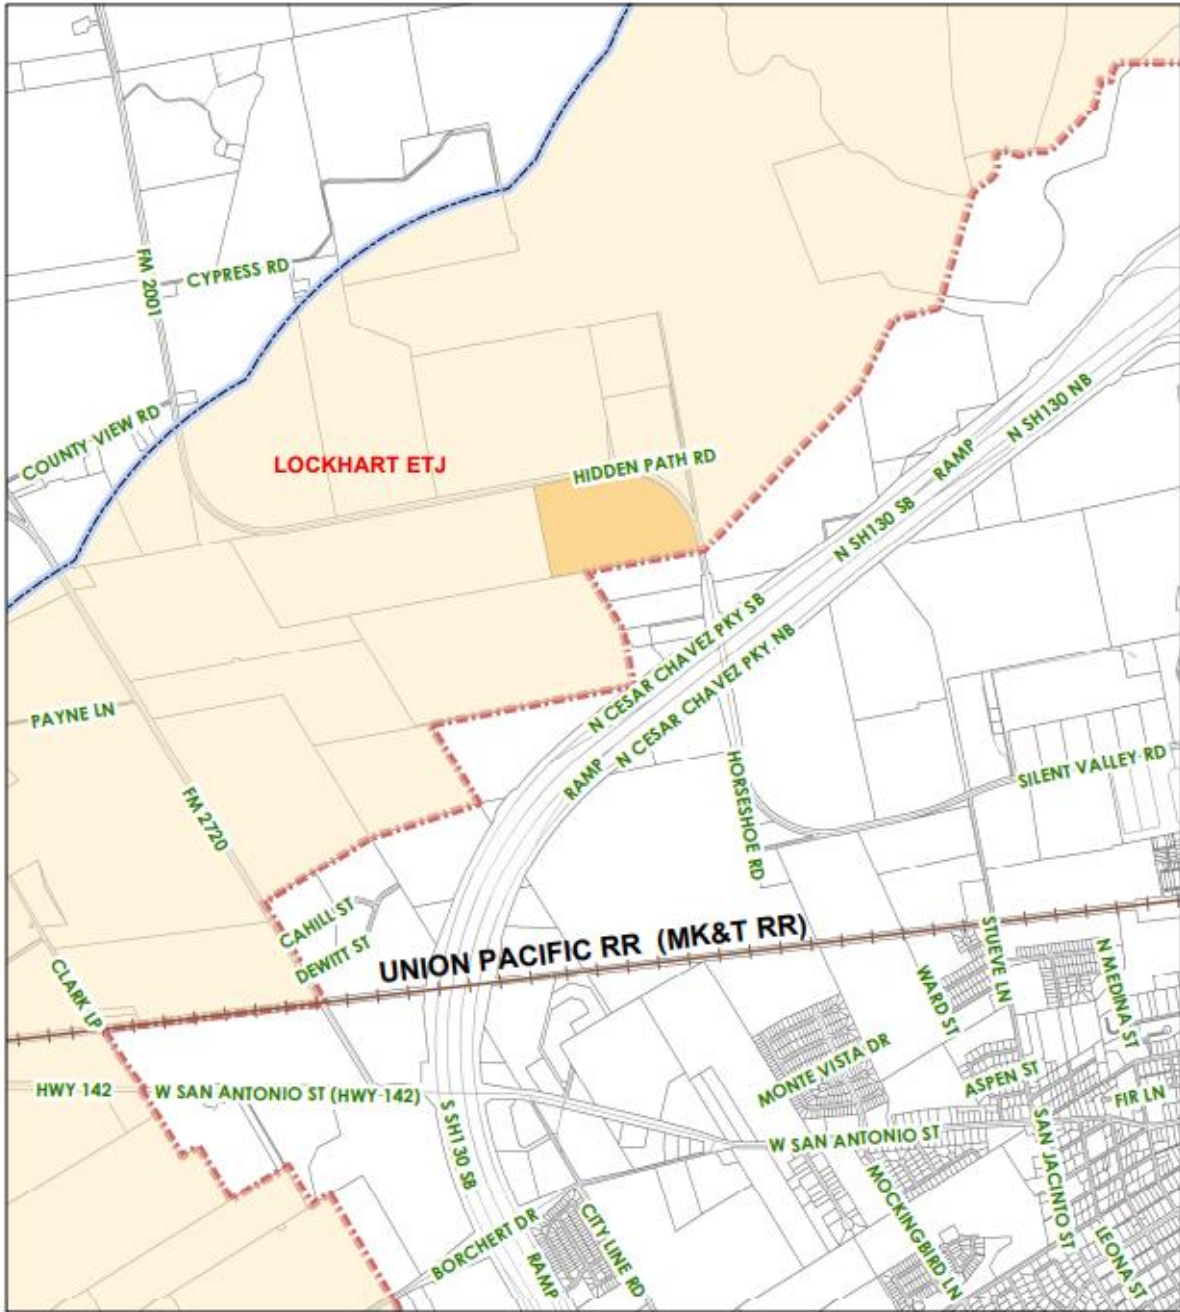 FM 2001
CYPRESS RD
COUNTY VIEW RD
LOCKHART ETJ
HIDDEN PATH RD
N SH130 NB
RAMP
N SH130 SB
N CESAR CHAVEZ PKY SB
N CESAR CHAVEZ PKY NB
RAMP
PAYNE LN
FM 2720
HORSESHOE RD
SILENT VALLEY RD
CAHILL ST
DEWITT ST
UNION PACIFIC RR (MK&T RR)
CLARK LP
WARD ST
STUEVE LN
N MEDINA ST
MONTE VISTA DR
ASPEN ST
FIR LN
HWY 142
W SAN ANTONIO ST (HWY 142)
S SH130 SB
W SAN ANTONIO ST
SAN JACINTO ST
MOCKINGBIRD LN
LEONA ST
BORCHERT DR
RAMP
CITY LINE RD